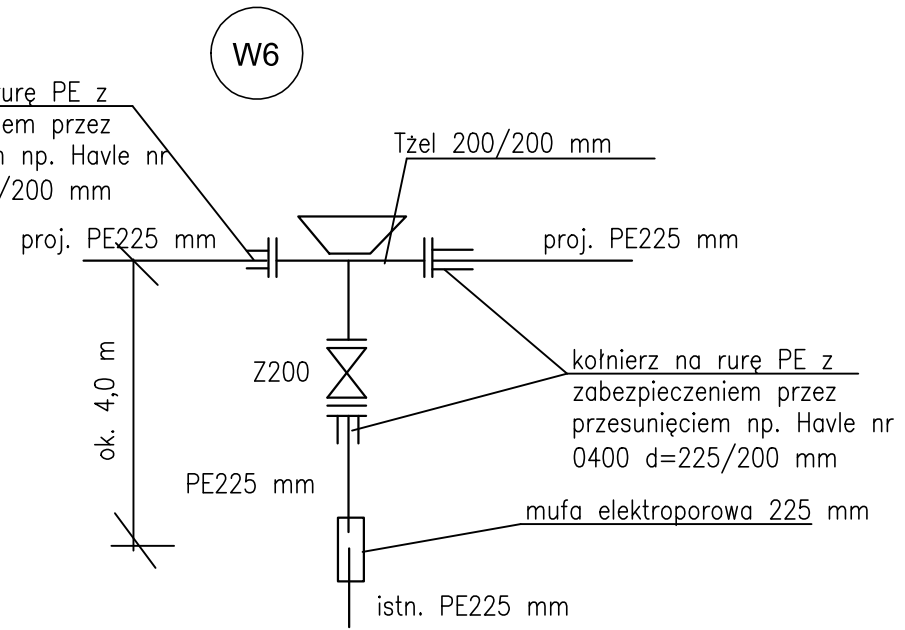 W6
rurę PE z
em przez
np. Havle nr
/200 mm
Tżel 200/200 mm
proj. PE225 mm
proj. PE225 mm
ok. 4,0 m
Z200
kołnierz na rurę PE z
zabezpieczeniem przez
przesunięciem np. Havle nr
0400 d=225/200 mm
PE225 mm
mufa elektroporowa 225 mm
istn. PE225 mm